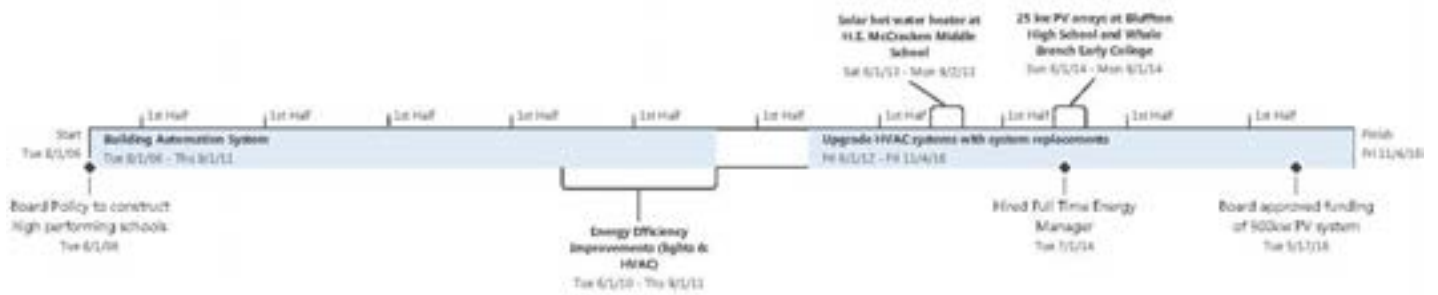 Solar hot water heater at
H.E. McCracken Middle
School
Sat 6/1/13 - Mon 9/2/13
25 kw PV arrays at Bluffton
High School and Whale
Branch Early College
Sun 6/1/14 - Mon 9/1/14
1st Half
1st Half
1st Half
1st Half
1st Half
1st Half
1st Half
1st Half
1st Half
1st Half
Start
Tue 8/1/06
Building Automation System
Tue 8/1/06 - Thu 9/1/11
Upgrade HVAC systems with system replacements
Fri 6/1/12 - Fri 11/4/16
Finish
Fri 11/4/16
Board Policy to construct
High performing schools
Tue 8/1/06
Energy Efficiency
Improvements (lights &
HVAC)
Tue 6/1/10 - Thu 9/1/11
Hired Full Time Energy
Manager
Tue 7/1/14
Board approved funding
of 500kw PV system
Tue 5/17/16